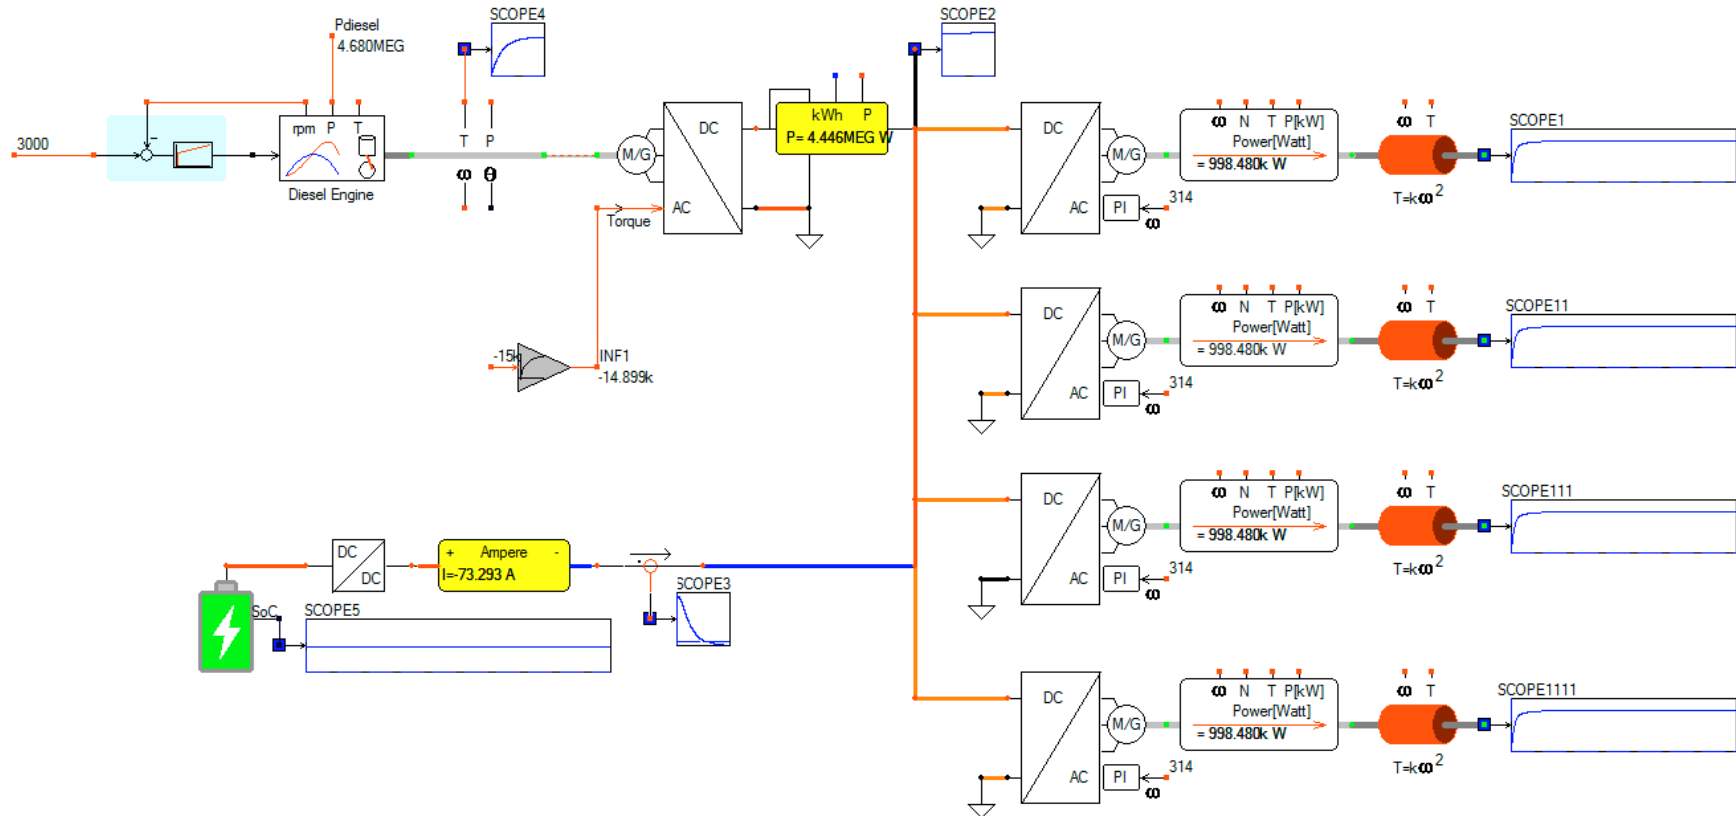 SCOPE4
SCOPE2
Pdiesel
4.680MEG
3000
rpm P T
Diesel Engine
T P
ω θ
M/G
DC
AC
Torque
kWh P
P= 4.446MEG W
-15k
INF1
-14.899k
DC
AC
M/G
PI
314
ω
ω N T P[kW]
Power[Watt]
= 998.480k W
ω T
T=kω2
SCOPE1
DC
AC
M/G
PI
314
ω
ω N T P[kW]
Power[Watt]
= 998.480k W
ω T
T=kω2
SCOPE11
DC
AC
M/G
PI
314
ω
ω N T P[kW]
Power[Watt]
= 998.480k W
ω T
T=kω2
SCOPE111
DC
DC
+ Ampere -
I=-73.293 A
SCOPE3
SoC
SCOPE5
DC
AC
M/G
PI
314
ω
ω N T P[kW]
Power[Watt]
= 998.480k W
ω T
T=kω2
SCOPE1111